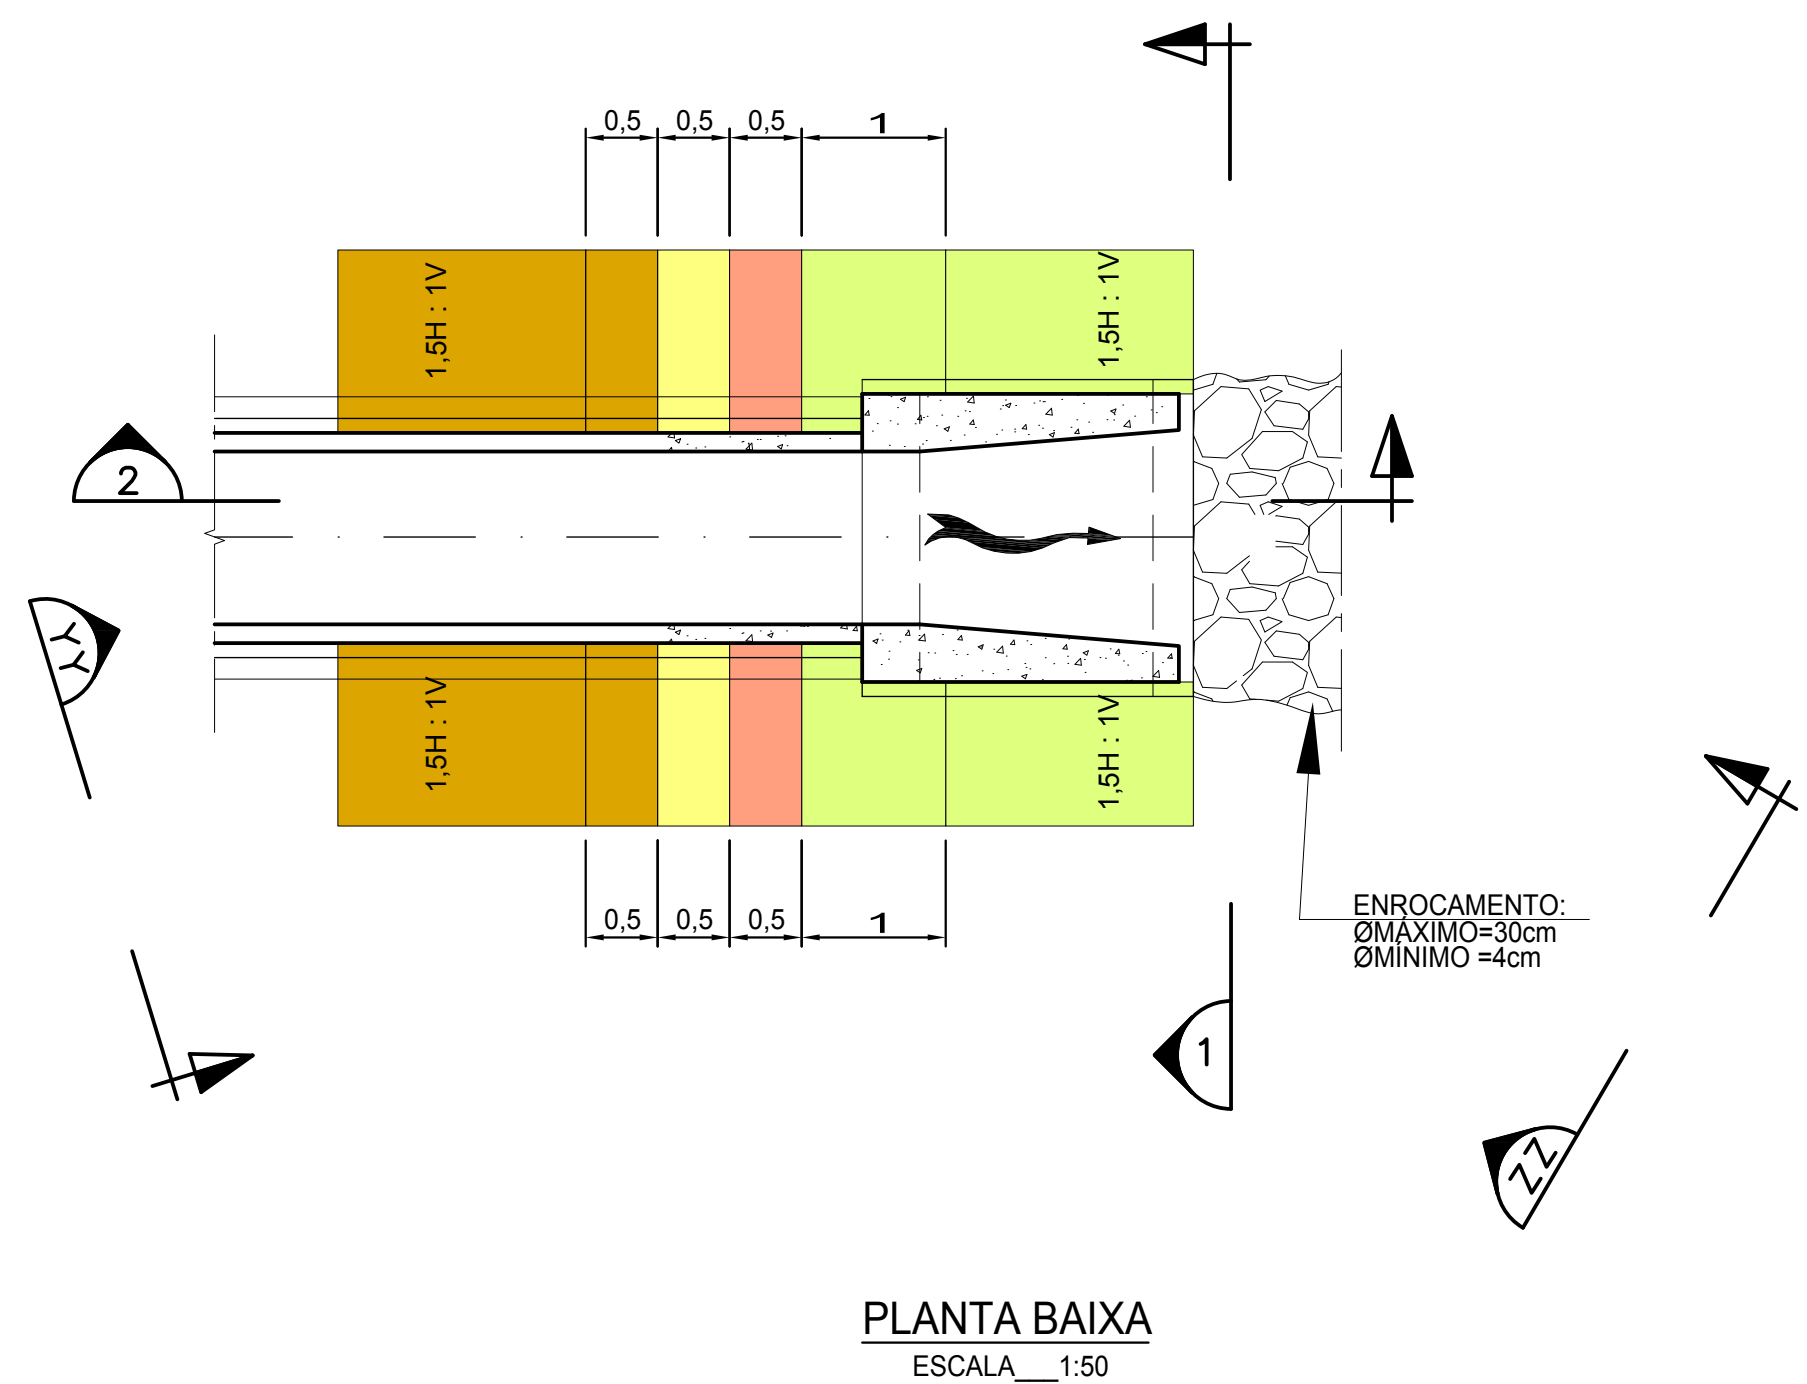 0,5 0,5 0,5 1
1,5H : 1V
1,5H : 1V
2
YY
1,5H : 1V
1,5H : 1V
0,5 0,5 0,5 1
ENROCAMENTO:
ØMÁXIMO=30cm
ØMÍNIMO =4cm
1
ZZ
PLANTA BAIXA
ESCALA___1:50